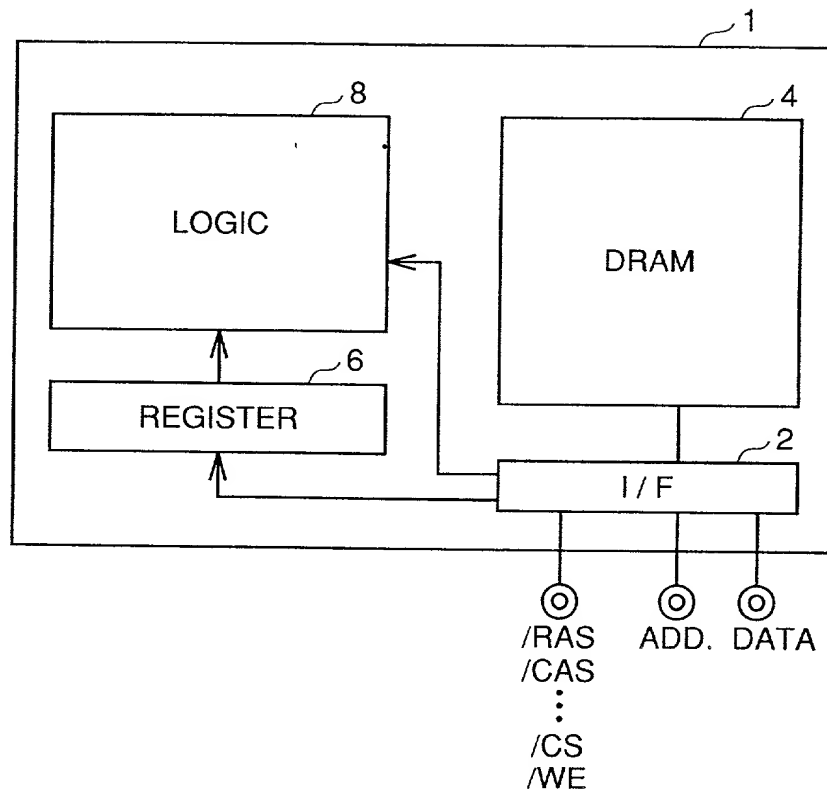 1
8
4
LOGIC
DRAM
6
REGISTER
2
I / F
/RAS
/CAS
/CS
/WE
ADD.
DATA